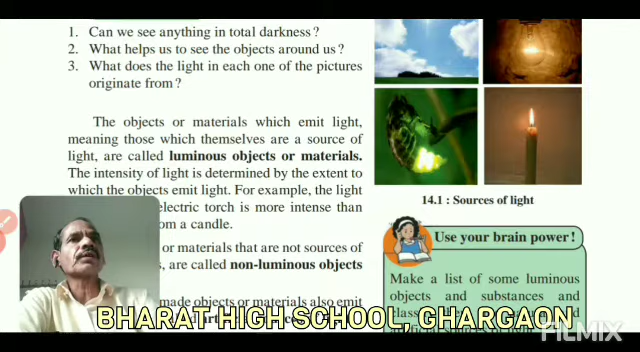 1. Can we see anything in total darkness ?
2. What helps us to see the objects around us ?
3. What does the light in each one of the pictures
originate from ?
The objects or materials which emit light,
meaning those which themselves are a source of
light, are called luminous objects or materials.
The intensity of light is determined by the extent to
which the objects emit light. For example, the light
electric torch is more intense than
a candle.
or materials that are not sources of
are called non-luminous objects
made objects or materials also emit
14.1 : Sources of light
Use your brain power !
Make a list of some luminous
objects and substances and
BHARAT HIGH SCHOOL, GHARGAON
FILMIX